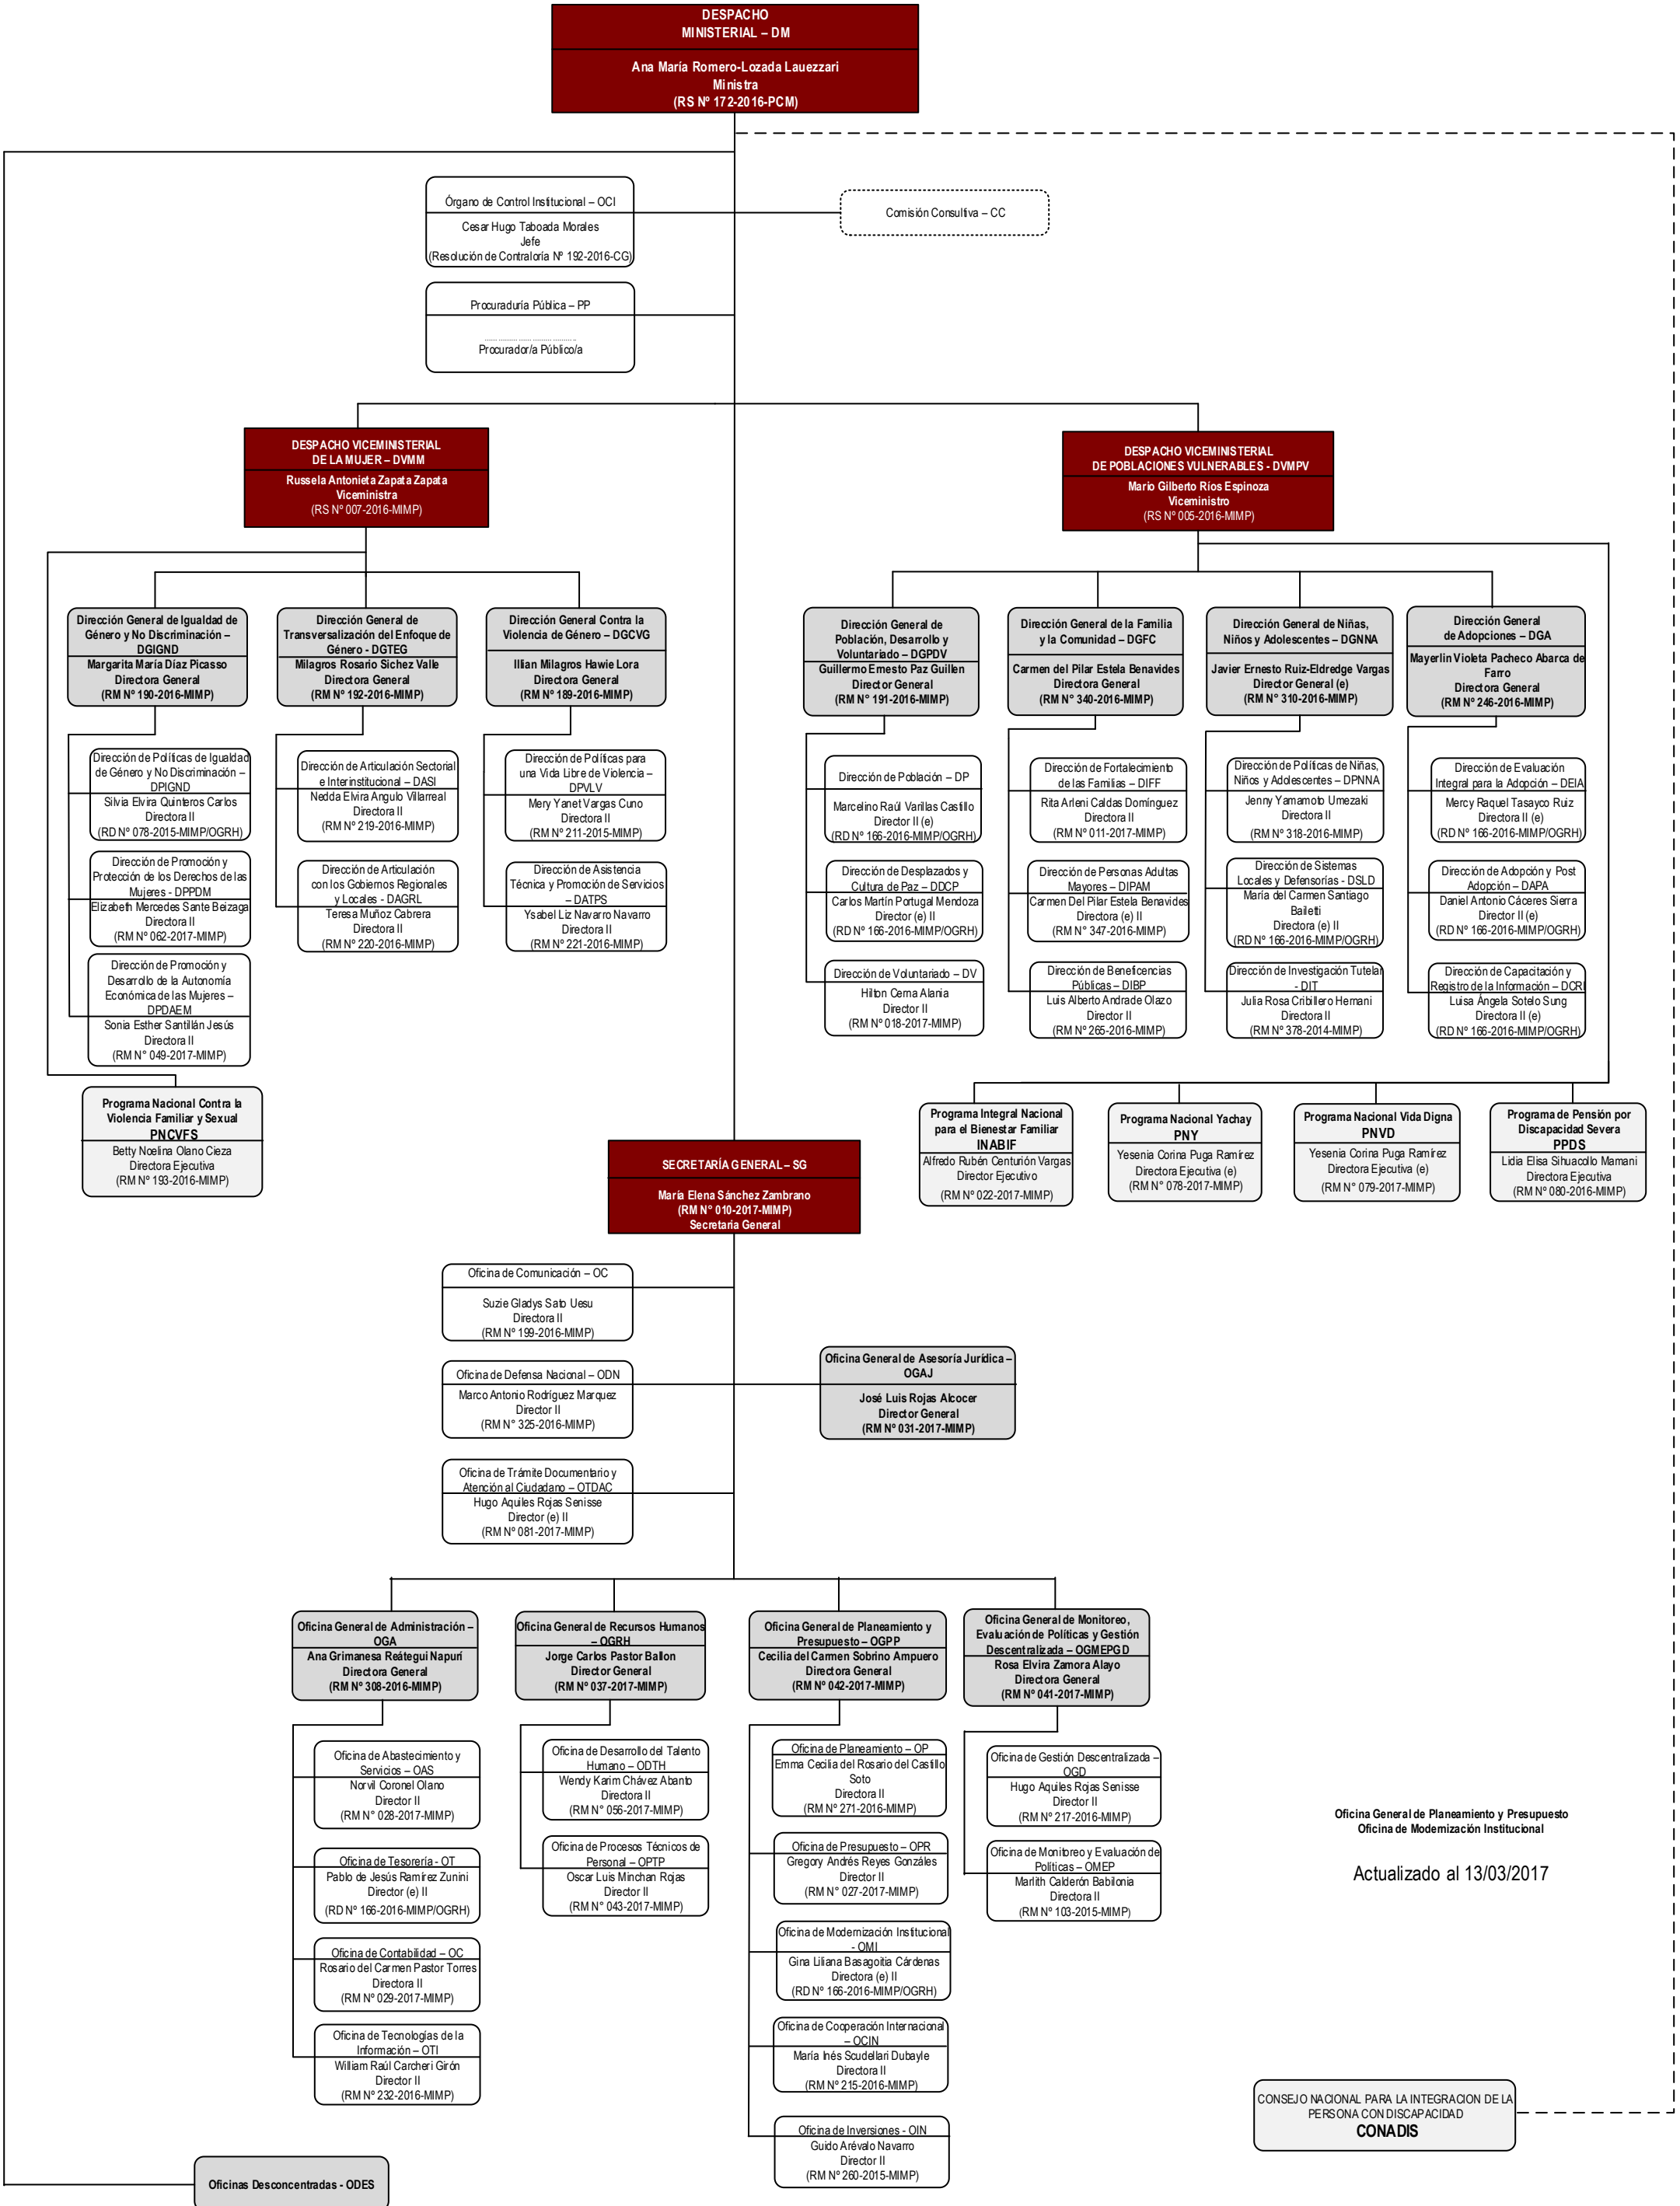 DESPACHO
MINISTERIAL – DM
Ana María Romero-Lozada Lauezzari
Ministra
(RS Nº 172-2016-PCM)
Órgano de Control Institucional – OCI
Cesar Hugo Taboada Morales
Jefe
(Resolución de Contraloría Nº 192-2016-CG)
Comisión Consultiva – CC
Procuraduría Pública – PP
....................................
Procurador/a Público/a
DESPACHO VICEMINISTERIAL
DE LA MUJER – DVMM
Russela Antonieta Zapata Zapata
Viceministra
(RS Nº 007-2016-MIMP)
DESPACHO VICEMINISTERIAL
DE POBLACIONES VULNERABLES - DVMPV
Mario Gilberto Ríos Espinoza
Viceministro
(RS Nº 005-2016-MIMP)
Dirección General de Igualdad de
Género y No Discriminación –
DGIGND
Margarita María Díaz Picasso
Directora General
(RM Nº 190-2016-MIMP)
Dirección General de
Transversalización del Enfoque de
Género - DGTEG
Milagros Rosario Sichez Valle
Directora General
(RM Nº 192-2016-MIMP)
Dirección General Contra la
Violencia de Género – DGCVG
Illian Milagros Hawie Lora
Directora General
(RM Nº 189-2016-MIMP)
Dirección General de
Población, Desarrollo y
Voluntariado – DGPDV
Guillermo Ernesto Paz Guillen
Director General
(RM Nº 191-2016-MIMP)
Dirección General de la Familia
y la Comunidad – DGFC
Carmen del Pilar Estela Benavides
Directora General
(RM N° 340-2016-MIMP)
Dirección General de Niñas,
Niños y Adolescentes – DGNNA
Javier Ernesto Ruiz-Eldredge Vargas
Director General (e)
(RM N° 310-2016-MIMP)
Dirección General
de Adopciones – DGA
Mayerlin Violeta Pacheco Abarca de
Farro
Directora General
(RM N° 246-2016-MIMP)
Dirección de Políticas de Igualdad
de Género y No Discriminación –
DPIGND
Silvia Elvira Quinteros Carlos
Directora II
(RD Nº 078-2015-MIMP/OGRH)
Dirección de Promoción y
Protección de los Derechos de las
Mujeres - DPPDM
Elizabeth Mercedes Sante Beizaga
Directora II
(RM Nº 062-2017-MIMP)
Dirección de Promoción y
Desarrollo de la Autonomía
Económica de las Mujeres –
DPDAEM
Sonia Esther Santillán Jesús
Directora II
(RM N° 049-2017-MIMP)
Dirección de Articulación Sectorial
e Interinstitucional – DASI
Nedda Elvira Angulo Villarreal
Directora II
(RM Nº 219-2016-MIMP)
Dirección de Articulación
con los Gobiernos Regionales
y Locales - DAGRL
Teresa Muñoz Cabrera
Directora II
(RM Nº 220-2016-MIMP)
Dirección de Políticas para
una Vida Libre de Violencia –
DPVLV
Mery Yanet Vargas Cuno
Directora II
(RM Nº 211-2015-MIMP)
Dirección de Asistencia
Técnica y Promoción de Servicios
– DATPS
Ysabel Liz Navarro Navarro
Directora II
(RM Nº 221-2016-MIMP)
Dirección de Población – DP
Marcelino Raúl Varillas Castillo
Director II (e)
(RD Nº 166-2016-MIMP/OGRH)
Dirección de Desplazados y
Cultura de Paz – DDCP
Carlos Martín Portugal Mendoza
Director (e) II
(RD Nº 166-2016-MIMP/OGRH)
Dirección de Voluntariado – DV
Hilton Cerna Alania
Director II
(RM Nº 018-2017-MIMP)
Dirección de Fortalecimiento
de las Familias – DIFF
Rita Arleni Caldas Domínguez
Directora II
(RM N° 011-2017-MIMP)
Dirección de Personas Adultas
Mayores – DIPAM
Carmen Del Pilar Estela Benavides
Directora (e) II
(RM N° 347-2016-MIMP)
Dirección de Beneficencias
Públicas – DIBP
Luis Alberto Andrade Olazo
Director II
(RM N° 265-2016-MIMP)
Dirección de Políticas de Niñas,
Niños y Adolescentes – DPNNA
Jenny Yamamoto Umezaki
Directora II
(RM N° 318-2016-MIMP)
Dirección de Sistemas
Locales y Defensorías - DSLD
María del Carmen Santiago
Bailetti
Directora (e) II
(RD Nº 166-2016-MIMP/OGRH)
Dirección de Investigación Tutelar
- DIT
Julia Rosa Cribillero Hernani
Directora II
(RM Nº 378-2014-MIMP)
Dirección de Evaluación
Integral para la Adopción – DEIA
Mercy Raquel Tasayco Ruiz
Directora II (e)
(RD Nº 166-2016-MIMP/OGRH)
Dirección de Adopción y Post
Adopción – DAPA
Daniel Antonio Cáceres Sierra
Director II (e)
(RD Nº 166-2016-MIMP/OGRH)
Dirección de Capacitación y
Registro de la Información – DCRI
Luisa Ángela Sotelo Sung
Directora II (e)
(RD Nº 166-2016-MIMP/OGRH)
Programa Nacional Contra la
Violencia Familiar y Sexual
PNCVFS
Betty Noelina Olano Cieza
Directora Ejecutiva
(RM Nº 193-2016-MIMP)
Programa Integral Nacional
para el Bienestar Familiar
INABIF
Alfredo Rubén Centurión Vargas
Director Ejecutivo
(RM Nº 022-2017-MIMP)
Programa Nacional Yachay
PNY
Yesenia Corina Puga Ramírez
Directora Ejecutiva (e)
(RM Nº 078-2017-MIMP)
Programa Nacional Vida Digna
PNVD
Yesenia Corina Puga Ramírez
Directora Ejecutiva (e)
(RM Nº 079-2017-MIMP)
Programa de Pensión por
Discapacidad Severa
PPDS
Lidia Elisa Sihuacollo Mamani
Directora Ejecutiva
(RM Nº 080-2016-MIMP)
SECRETARÍA GENERAL – SG
María Elena Sánchez Zambrano
(RM N° 010-2017-MIMP)
Secretaria General
Oficina de Comunicación – OC
Suzie Gladys Sato Uesu
Directora II
(RM Nº 199-2016-MIMP)
Oficina de Defensa Nacional – ODN
Marco Antonio Rodríguez Marquez
Director II
(RM N° 325-2016-MIMP)
Oficina General de Asesoría Jurídica –
OGAJ
José Luis Rojas Alcocer
Director General
(RM Nº 031-2017-MIMP)
Oficina de Trámite Documentario y
Atención al Ciudadano – OTDAC
Hugo Aquiles Rojas Senisse
Director (e) II
(RM Nº 081-2017-MIMP)
Oficina General de Administración –
OGA
Ana Grimanesa Reátegui Napurí
Directora General
(RM N° 308-2016-MIMP)
Oficina General de Recursos Humanos
– OGRH
Jorge Carlos Pastor Ballon
Director General
(RM N° 037-2017-MIMP)
Oficina General de Planeamiento y
Presupuesto – OGPP
Cecilia del Carmen Sobrino Ampuero
Directora General
(RM Nº 042-2017-MIMP)
Oficina General de Monitoreo,
Evaluación de Políticas y Gestión
Descentralizada – OGMEPGD
Rosa Elvira Zamora Alayo
Directora General
(RM Nº 041-2017-MIMP)
Oficina de Abastecimiento y
Servicios – OAS
Norvil Coronel Olano
Director II
(RM N° 028-2017-MIMP)
Oficina de Tesorería - OT
Pablo de Jesús Ramírez Zunini
Director (e) II
(RD Nº 166-2016-MIMP/OGRH)
Oficina de Contabilidad – OC
Rosario del Carmen Pastor Torres
Directora II
(RM N° 029-2017-MIMP)
Oficina de Tecnologías de la
Información – OTI
William Raúl Carcheri Girón
Director II
(RM Nº 232-2016-MIMP)
Oficina de Desarrollo del Talento
Humano – ODTH
Wendy Karim Chávez Abanto
Directora II
(RM N° 056-2017-MIMP)
Oficina de Procesos Técnicos de
Personal – OPTP
Oscar Luis Minchan Rojas
Director II
(RM N° 043-2017-MIMP)
Oficina de Planeamiento – OP
Emma Cecilia del Rosario del Castillo
Soto
Directora II
(RM N° 271-2016-MIMP)
Oficina de Presupuesto – OPR
Gregory Andrés Reyes Gonzáles
Director II
(RM N° 027-2017-MIMP)
Oficina de Modernización Institucional
- OMI
Gina Liliana Basagoitia Cárdenas
Directora (e) II
(RD Nº 166-2016-MIMP/OGRH)
Oficina de Cooperación Internacional
– OCIN
María Inés Scudellari Dubayle
Directora II
(RM Nº 215-2016-MIMP)
Oficina de Inversiones - OIN
Guido Arévalo Navarro
Director II
(RM Nº 260-2015-MIMP)
Oficina de Gestión Descentralizada –
OGD
Hugo Aquiles Rojas Senisse
Director II
(RM Nº 217-2016-MIMP)
Oficina de Monitoreo y Evaluación de
Políticas – OMEP
Marlith Calderón Babilonia
Directora II
(RM N° 103-2015-MIMP)
Oficina General de Planeamiento y Presupuesto
Oficina de Modernización Institucional
Actualizado al 13/03/2017
CONSEJO NACIONAL PARA LA INTEGRACION DE LA
PERSONA CON DISCAPACIDAD
CONADIS
Oficinas Desconcentradas - ODES